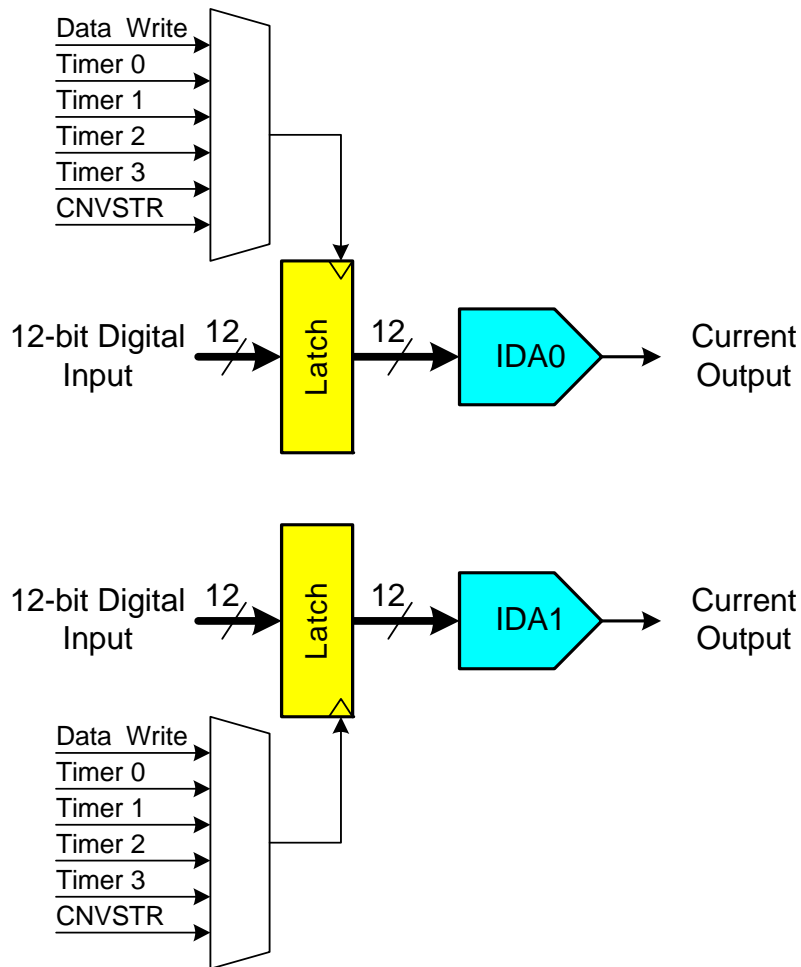 Data Write
Timer 0
Timer 1
Timer 2
Timer 3
CNVSTR
12-bit Digital
Input
12
Latch
12
IDA0
Current
Output
12-bit Digital
Input
12
Latch
12
IDA1
Current
Output
Data Write
Timer 0
Timer 1
Timer 2
Timer 3
CNVSTR